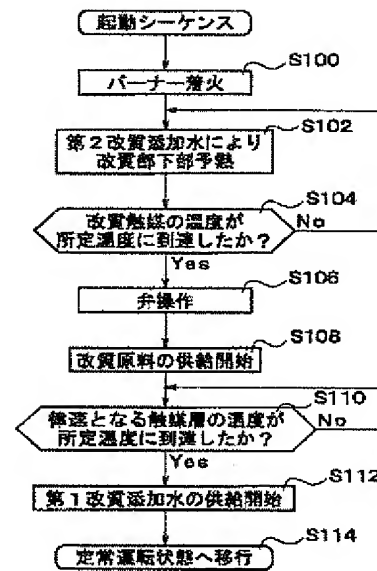 起動シーケンス
S100
バーナー着火
S102
第2改質添加水により
改質部下部予熱
S104
改質触媒の温度が
所定温度に到達したか？
No
Yes
S106
弁操作
S108
改質原料の供給開始
S110
律速となる触媒層の温度が
所定温度に到達したか？
No
Yes
S112
第1改質添加水の供給開始
S114
定常運転状態へ移行